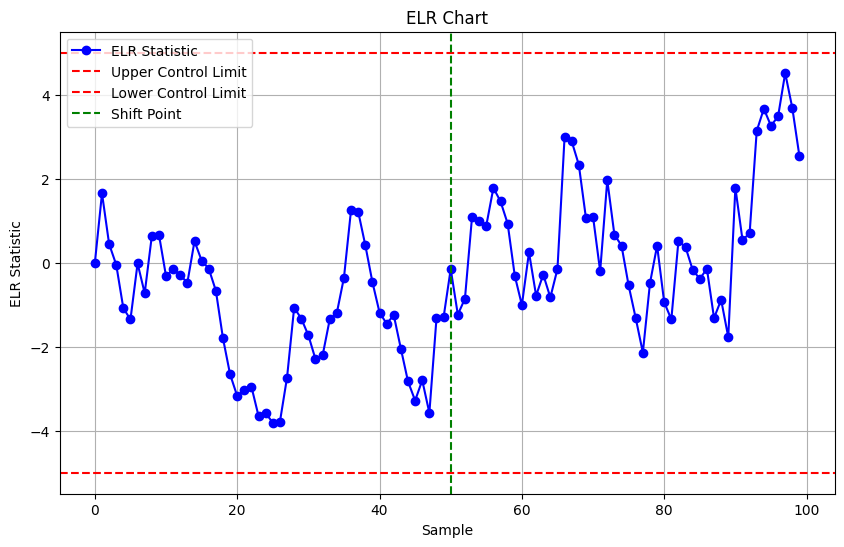 ELR Chart
ELR Statistic
Upper Control Limit
Lower Control Limit
Shift Point
ELR Statistic
4
2
0
−2
−4
0
20
40
60
80
100
Sample